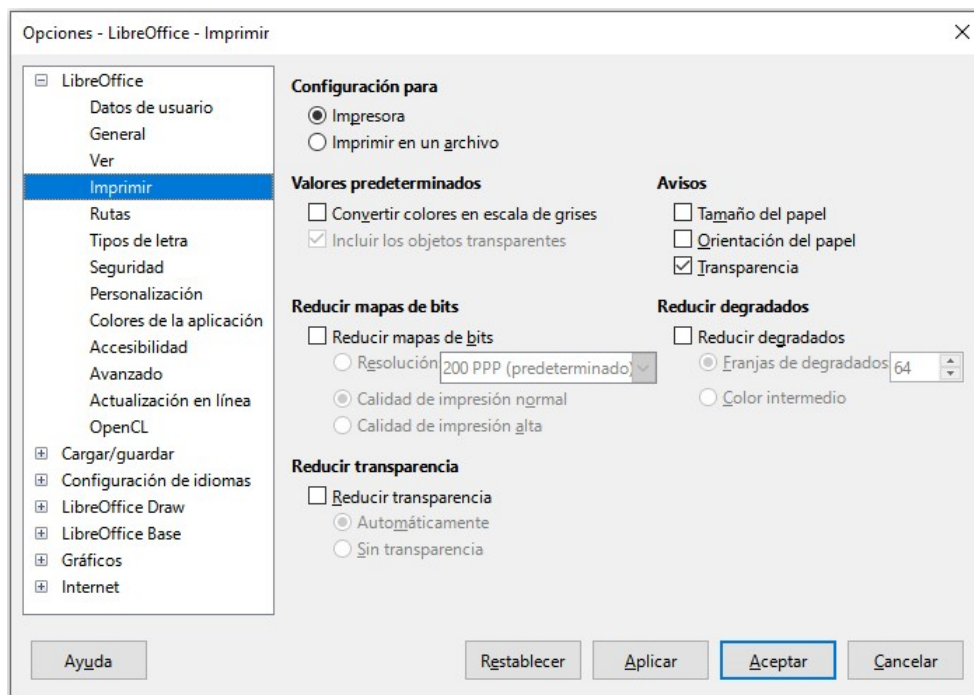 Opciones - LibreOffice - Imprimir
LibreOffice
Datos de usuario
General
Ver
Imprimir
Rutas
Tipos de letra
Seguridad
Personalización
Colores de la aplicación
Accesibilidad
Avanzado
Actualización en línea
OpenCL
Cargar/guardar
Configuración de idiomas
LibreOffice Draw
LibreOffice Base
Gráficos
Internet
Configuración para
Impresora
Imprimir en un archivo
Valores predeterminados
Convertir colores en escala de grises
Incluir los objetos transparentes
Avisos
Tamaño del papel
Orientación del papel
Transparencia
Reducir mapas de bits
Reducir mapas de bits
Resolución 200 PPP (predeterminado)
Calidad de impresión normal
Calidad de impresión alta
Reducir degradados
Reducir degradados
Franjas de degradados 64
Color intermedio
Reducir transparencia
Reducir transparencia
Automáticamente
Sin transparencia
Ayuda
Restablecer
Aplicar
Aceptar
Cancelar